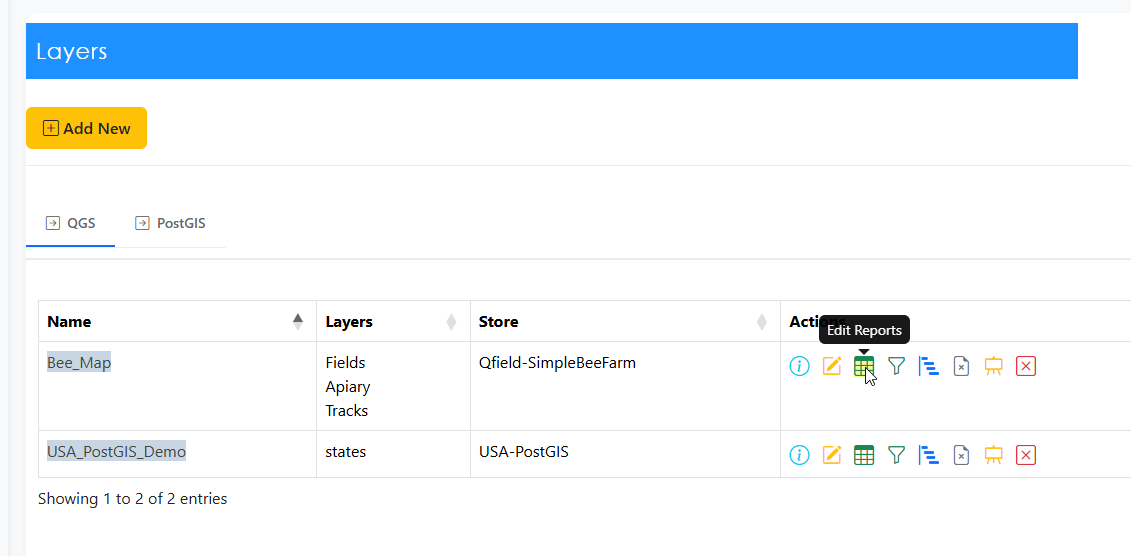 Layers
Add New
QGS PostGIS
Name Layers Store Actions
Edit Reports
Bee_Map Fields Qfield-SimpleBeeFarm
Apiary
Tracks
USA_PostGIS_Demo states USA-PostGIS
Showing 1 to 2 of 2 entries